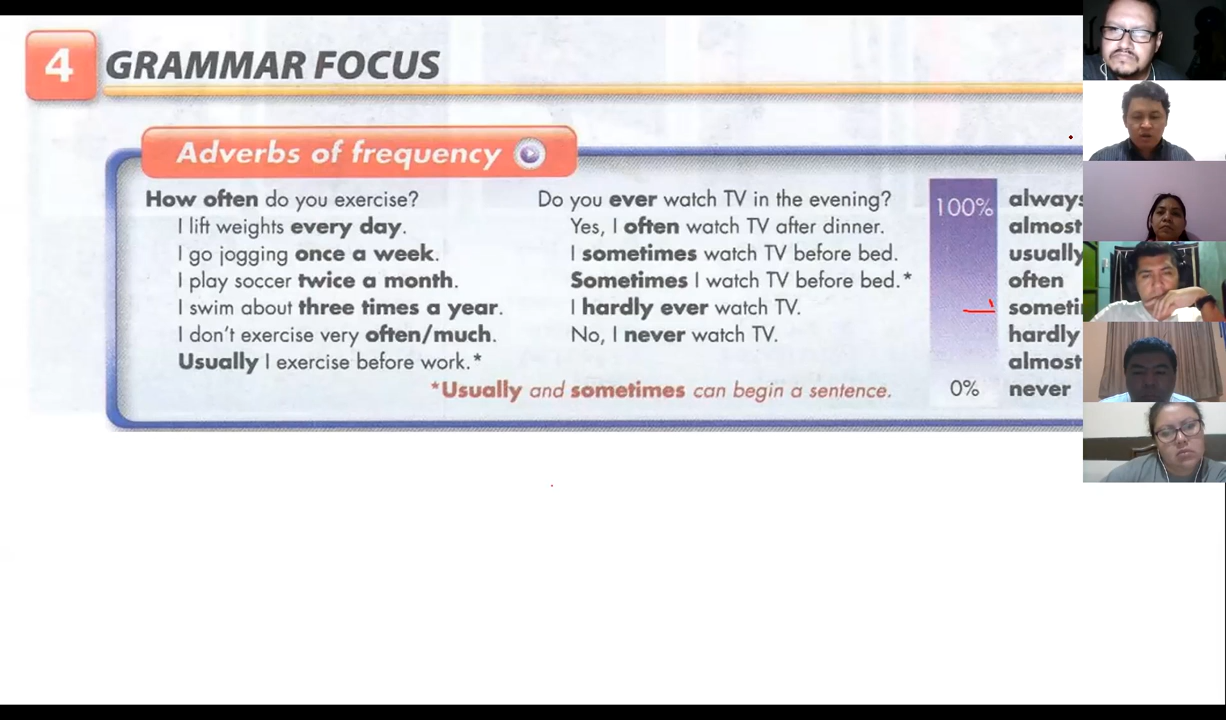 4 GRAMMAR FOCUS
Adverbs of frequency
How often do you exercise?
I lift weights every day.
I go jogging once a week.
I play soccer twice a month.
I swim about three times a year.
I don't exercise very often/much.
Usually I exercise before work.*
Do you ever watch TV in the evening?
Yes, I often watch TV after dinner.
I sometimes watch TV before bed.
Sometimes I watch TV before bed.*
I hardly ever watch TV.
No, I never watch TV.
*Usually and sometimes can begin a sentence.
100%
0%
always
almost
usually
often
hardly
almost
never